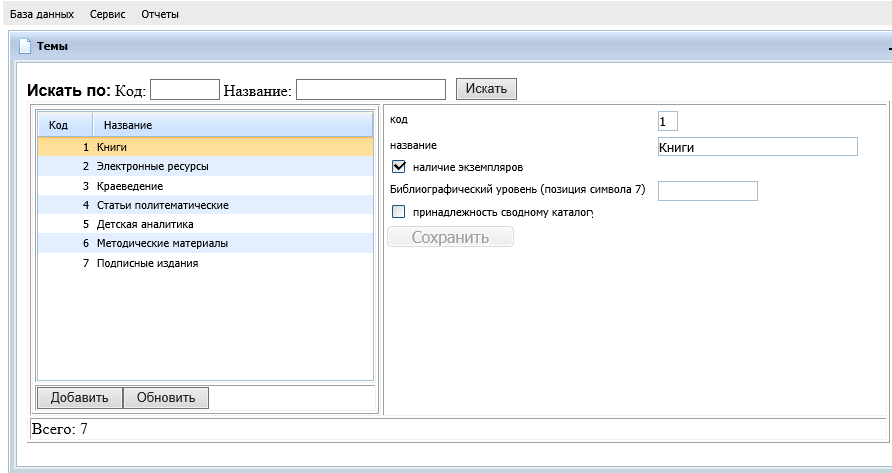 База данных Сервис Отчеты
Темы
Искать по: Код: Название: Искать
Код Название
1 Книги
2 Электронные ресурсы
3 Краеведение
4 Статьи политематические
5 Детская аналитика
6 Методические материалы
7 Подписные издания
Добавить Обновить
код 1
название Книги
наличие экземпляров
Библиографический уровень (позиция символа 7)
принадлежность сводному каталогу
Сохранить
Всего: 7